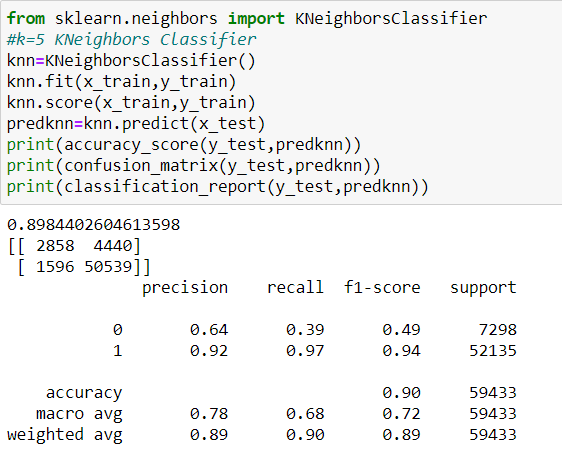 from sklearn.neighbors import KNeighborsClassifier
#k=5 KNeighbors Classifier
knn=KNeighborsClassifier()
knn.fit(x_train,y_train)
knn.score(x_train,y_train)
predknn=knn.predict(x_test)
print(accuracy_score(y_test,predknn))
print(confusion_matrix(y_test,predknn))
print(classification_report(y_test,predknn))
0.8984402604613598
[[ 2858  4440]
 [ 1596 50539]]
              precision    recall  f1-score   support
           0       0.64      0.39      0.49      7298
           1       0.92      0.97      0.94     52135
    accuracy                           0.90     59433
   macro avg       0.78      0.68      0.72     59433
weighted avg       0.89      0.90      0.89     59433